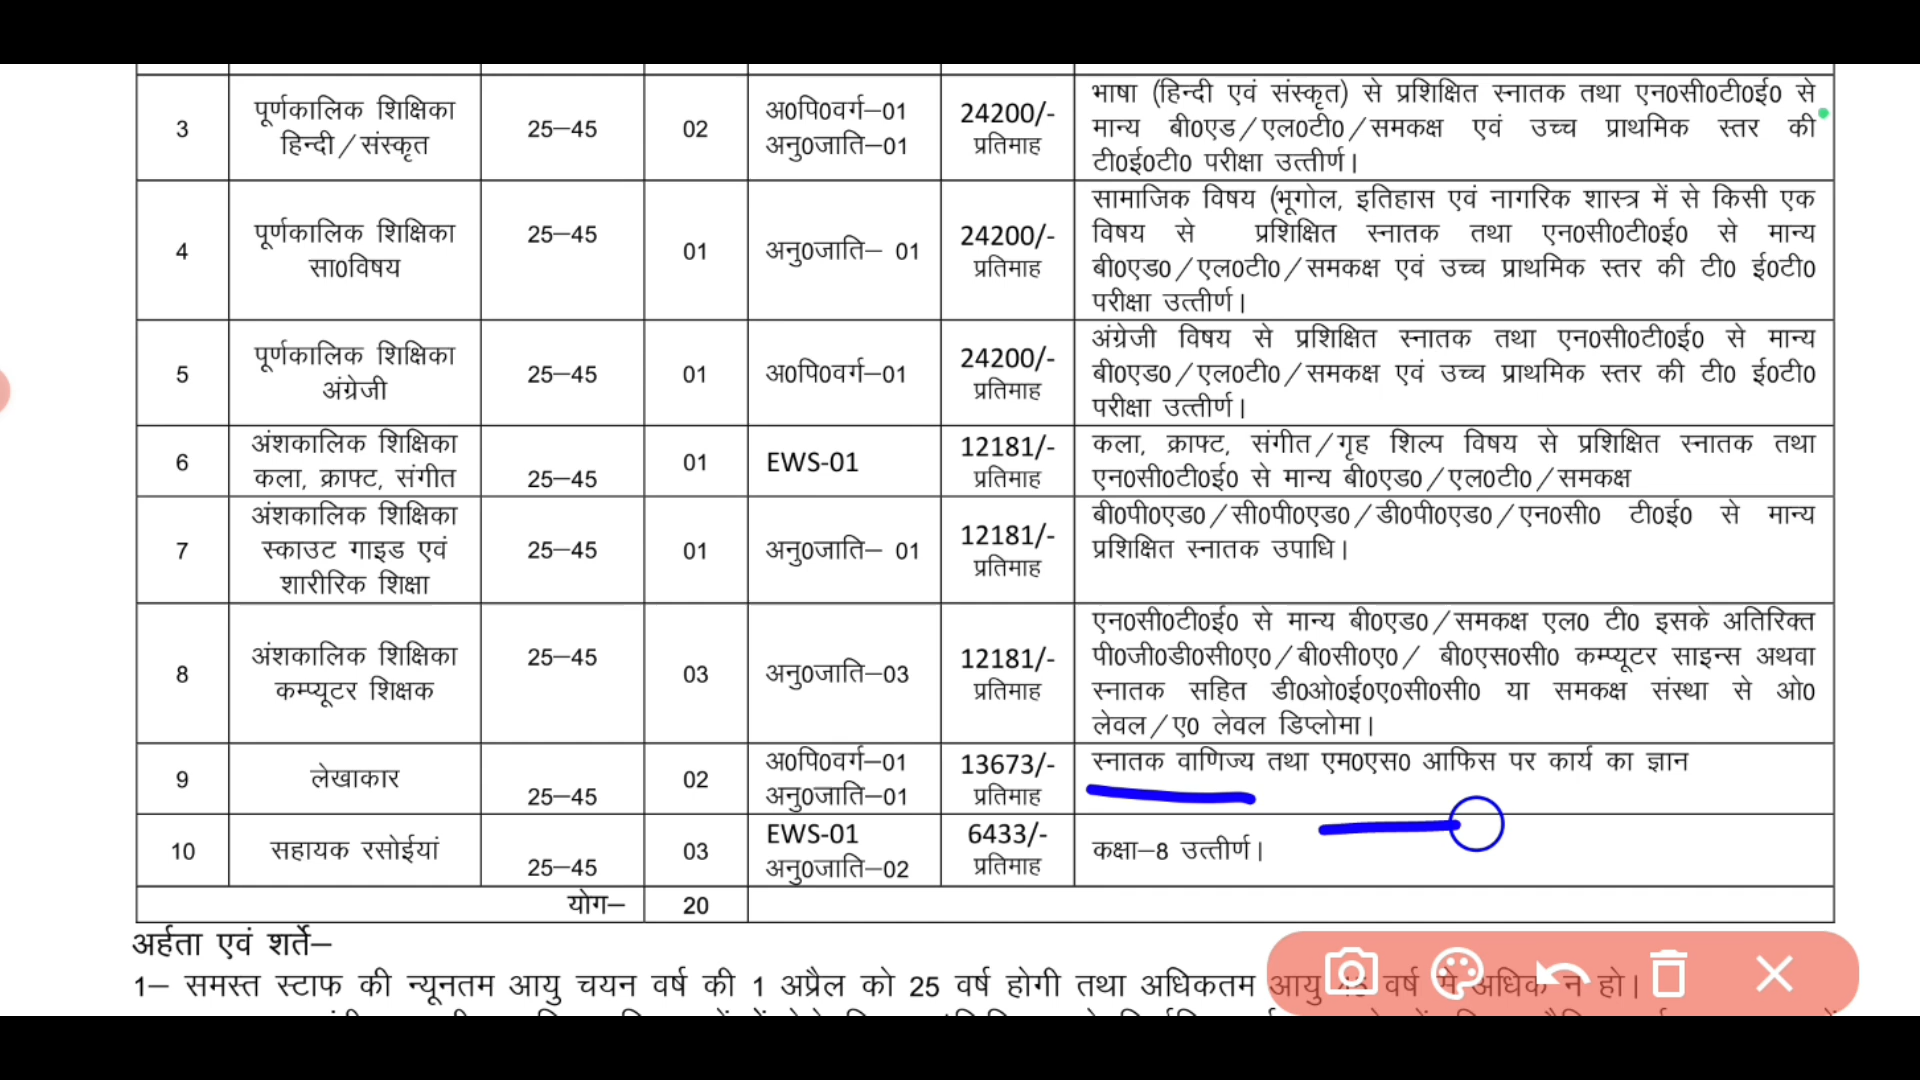 3 पूर्णकालिक शिक्षिका हिन्दी/संस्कृत 25–45 02 अ0पि0वर्ग–01 अनु0जाति–01 24200/- प्रतिमाह
भाषा (हिन्दी एवं संस्कृत) से प्रशिक्षित स्नातक तथा एन0सी0टी0ई0 से
मान्य बी0एड/एल0टी0/समकक्ष एवं उच्च प्राथमिक स्तर की
टी0ई0टी0 परीक्षा उत्तीर्ण।
4 पूर्णकालिक शिक्षिका सा0विषय 25–45 01 अनु0जाति– 01 24200/- प्रतिमाह
सामाजिक विषय (भूगोल, इतिहास एवं नागरिक शास्त्र में से किसी एक
विषय से प्रशिक्षित स्नातक तथा एन0सी0टी0ई0 से मान्य
बी0एड0/एल0टी0/समकक्ष एवं उच्च प्राथमिक स्तर की टी0 ई0टी0
परीक्षा उत्तीर्ण।
5 पूर्णकालिक शिक्षिका अंग्रेजी 25–45 01 अ0पि0वर्ग–01 24200/- प्रतिमाह
अंग्रेजी विषय से प्रशिक्षित स्नातक तथा एन0सी0टी0ई0 से मान्य
बी0एड0/एल0टी0/समकक्ष एवं उच्च प्राथमिक स्तर की टी0 ई0टी0
परीक्षा उत्तीर्ण।
6 अंशकालिक शिक्षिका कला, क्राफ्ट, संगीत 25–45 01 EWS-01 12181/- प्रतिमाह
कला, क्राफ्ट, संगीत/गृह शिल्प विषय से प्रशिक्षित स्नातक तथा
एन0सी0टी0ई0 से मान्य बी0एड0/एल0टी0/समकक्ष
7 अंशकालिक शिक्षिका स्काउट गाइड एवं शारीरिक शिक्षा 25–45 01 अनु0जाति– 01 12181/- प्रतिमाह
बी0पी0एड0/सी0पी0एड0/डी0पी0एड0/एन0सी0 टी0ई0 से मान्य
प्रशिक्षित स्नातक उपाधि।
8 अंशकालिक शिक्षिका कम्प्यूटर शिक्षक 25–45 03 अनु0जाति–03 12181/- प्रतिमाह
एन0सी0टी0ई0 से मान्य बी0एड0/समकक्ष एल0 टी0 इसके अतिरिक्त
पी0जी0डी0सी0ए0/बी0सी0ए0/ बी0एस0सी0 कम्प्यूटर साइन्स अथवा
स्नातक सहित डी0ओ0ई0ए0सी0सी0 या समकक्ष संस्था से ओ0
लेवल/ए0 लेवल डिप्लोमा।
9 लेखाकार 25–45 02 अ0पि0वर्ग–01 अनु0जाति–01 13673/- प्रतिमाह
स्नातक वाणिज्य तथा एम0एस0 आफिस पर कार्य का ज्ञान
10 सहायक रसोईयां 25–45 03 EWS-01 अनु0जाति–02 6433/- प्रतिमाह
कक्षा–8 उत्तीर्ण।
योग– 20
अर्हता एवं शर्ते–
1– समस्त स्टाफ की न्यूनतम आयु चयन वर्ष की 1 अप्रैल को 25 वर्ष होगी तथा अधिकतम आयु 45 वर्ष से अधिक न हो।